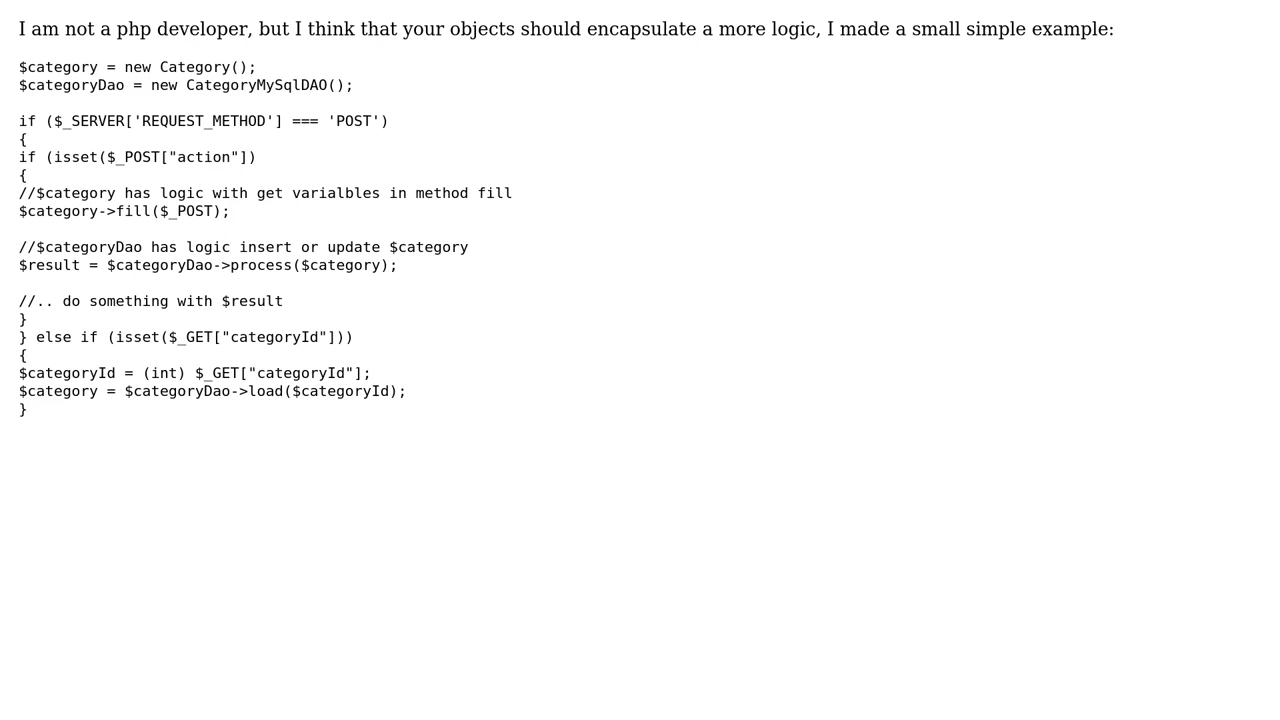 I am not a php developer, but I think that your objects should encapsulate a more logic, I made a small simple example:
$category = new Category();
$categoryDao = new CategoryMySqlDAO();
if ($_SERVER['REQUEST_METHOD'] === 'POST')
{
if (isset($_POST["action"])
{
//$category has logic with get varialbles in method fill
$category->fill($_POST);
//$categoryDao has logic insert or update $category
$result = $categoryDao->process($category);
//.. do something with $result
}
} else if (isset($_GET["categoryId"]))
{
$categoryId = (int) $_GET["categoryId"];
$category = $categoryDao->load($categoryId);
}